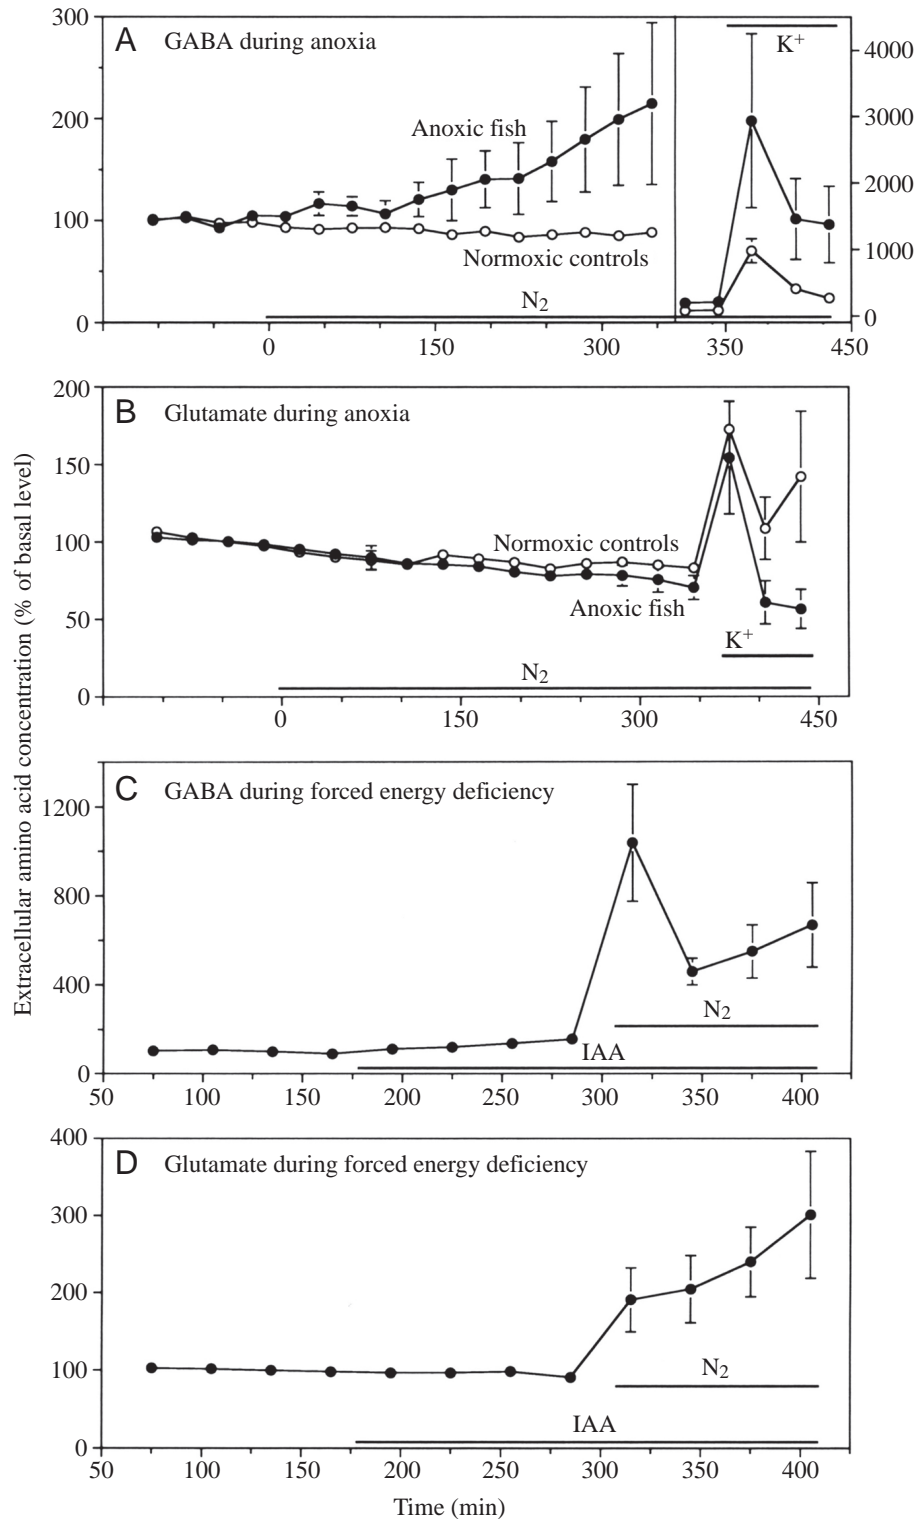 Extracellular amino acid concentration (% of basal level)
A GABA during anoxia
300
200
100
0
Anoxic fish
Normoxic controls
N2
K+
4000
3000
2000
1000
0
0 150 300 350 450
B Glutamate during anoxia
200
150
100
50
0
Normoxic controls
Anoxic fish
K+
N2
0 150 300 450
C GABA during forced energy deficiency
1200
800
400
0
N2
IAA
50 100 150 200 250 300 345 400
D Glutamate during forced energy deficiency
400
300
200
100
0
N2
IAA
50 100 150 200 250 300 350 400
Time (min)